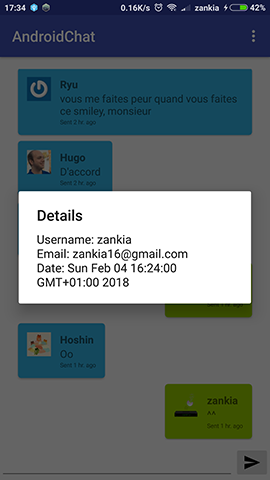 17:34 0.16K/s zankia 42%
AndroidChat
Ryu
vous me faites peur quand vous faites
ce smiley, monsieur
Sent 2 hr. ago
Hugo
D'accord
Sent 2 hr. ago
Details
Username: zankia
Email: zankia16@gmail.com
Date: Sun Feb 04 16:24:00
GMT+01:00 2018
Hoshin
Oo
Sent 1 hr. ago
zankia
^^
Sent 1 hr. ago